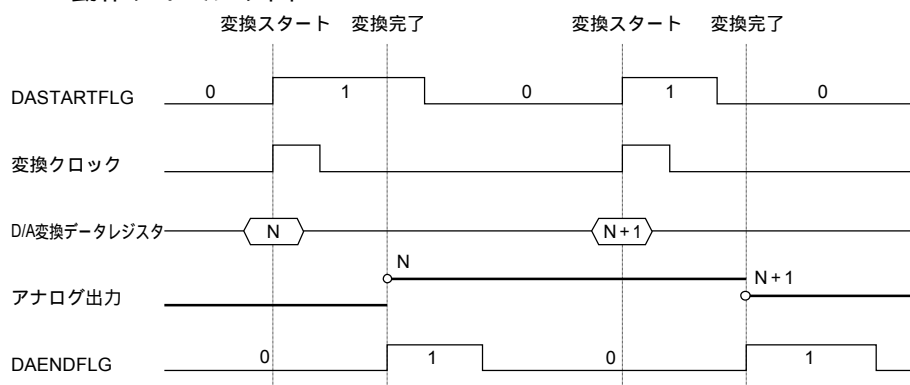 変換スタート 変換完了 変換スタート 変換完了
DASTARTFLG 0 1 0 1 0
変換クロック
D/A変換データレジスタ N N+1
N
N+1
アナログ出力
DAENDFLG 0 1 0 1